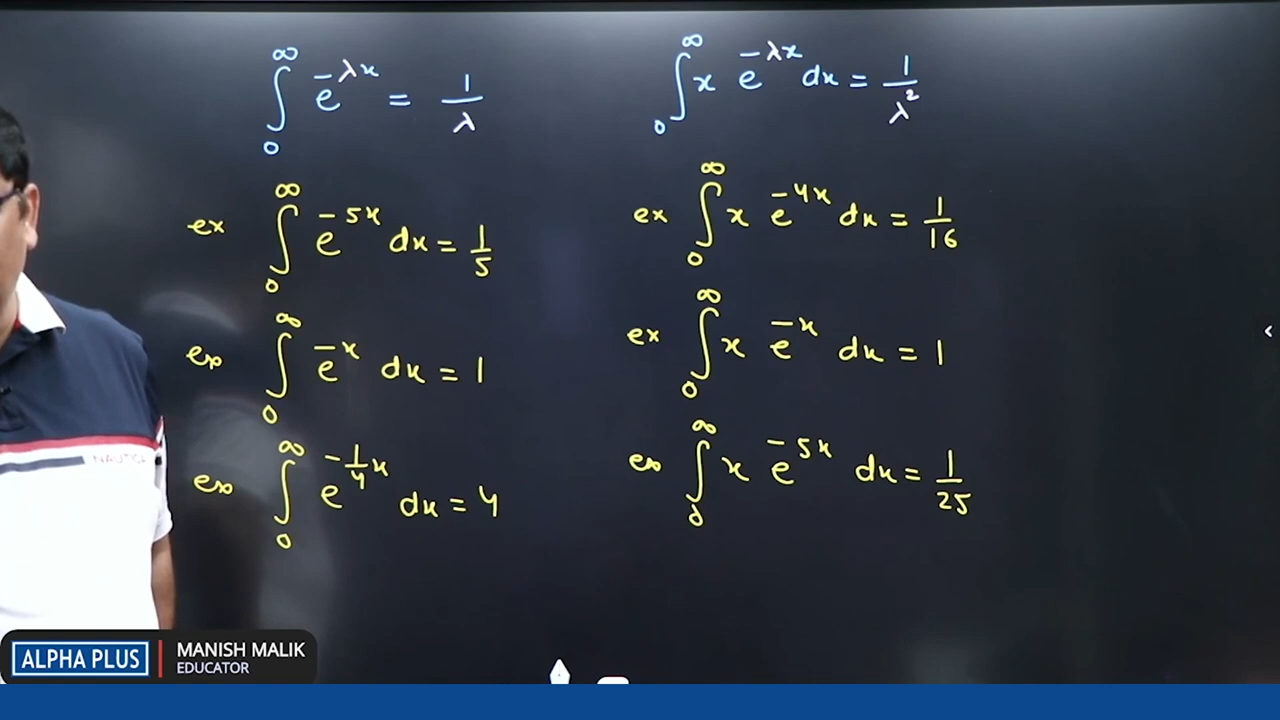 ∫₀^∞ e^{-λx} = 1/λ
∫₀^∞ x e^{-λx} dx = 1/λ²
ex ∫₀^∞ e^{-5x} dx = 1/5
ex ∫₀^∞ x e^{-4x} dx = 1/16
ex ∫₀^∞ e^{-x} dx = 1
ex ∫₀^∞ x e^{-x} dx = 1
ex ∫₀^∞ e^{-1/4 x} dx = 4
ex ∫₀^∞ x e^{-5x} dx = 1/25
NAUTICA
ALPHA PLUS
MANISH MALIK
EDUCATOR